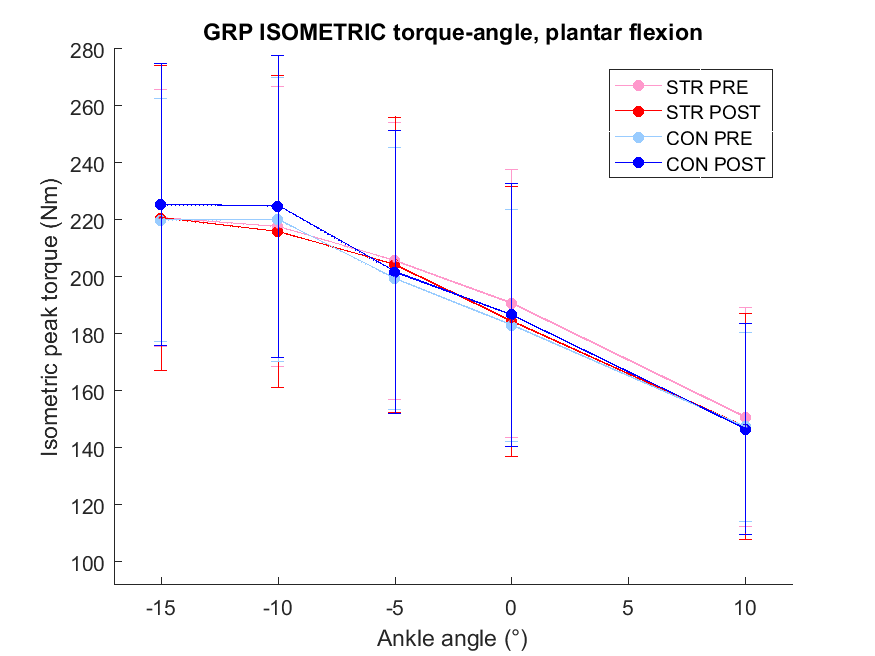 GRP ISOMETRIC torque-angle, plantar flexion
280
260
240
220
200
180
160
140
120
100
Isometric peak torque (Nm)
STR PRE
STR POST
CON PRE
CON POST
-15
-10
-5
0
5
10
Ankle angle (°)